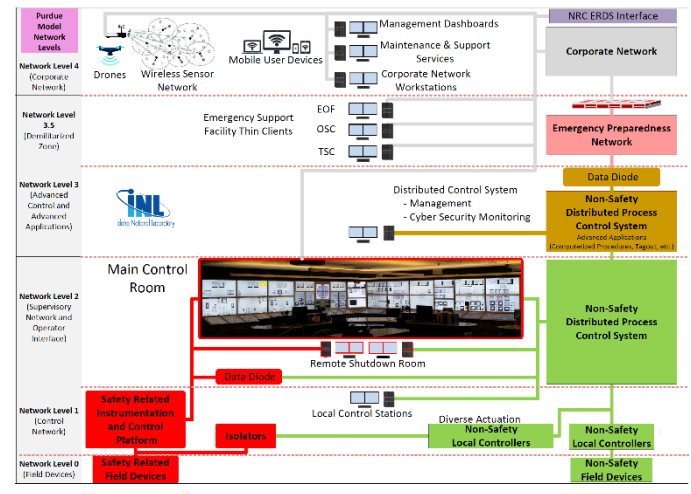 Purdue
Model
Network
Levels
Network Level 4
(Corporate
Network)
Drones
Wireless Sensor
Network
Mobile User Devices
Management Dashboards
Maintenance & Support
Services
Corporate Network
Workstations
NRC ERDS Interface
Corporate Network
Network Level
3.5
(Demilitarized
Zone)
Emergency Support
Facility Thin Clients
EOF
OSC
TSC
Emergency Preparedness
Network
Network Level 3
(Advanced
Control and
Advanced
Applications)
INL
Idaho National Laboratory
Distributed Control System
- Management
- Cyber Security Monitoring
Data Diode
Non-Safety
Distributed Process
Control System
Advanced Applications
(Computerized Procedures, Tagout, etc.)
Network Level 2
(Supervisory
Network and
Operator
Interface)
Main Control
Room
Non-Safety
Distributed Process
Control System
Remote Shutdown Room
Data Diode
Network Level 1
(Control
Network)
Safety Related
Instrumentation
and Control
Platform
Local Control Stations
Isolators
Diverse Actuation
Non-Safety
Local Controllers
Non-Safety
Local Controllers
Network Level 0
(Field Devices)
Safety Related
Field Devices
Non-Safety
Field Devices